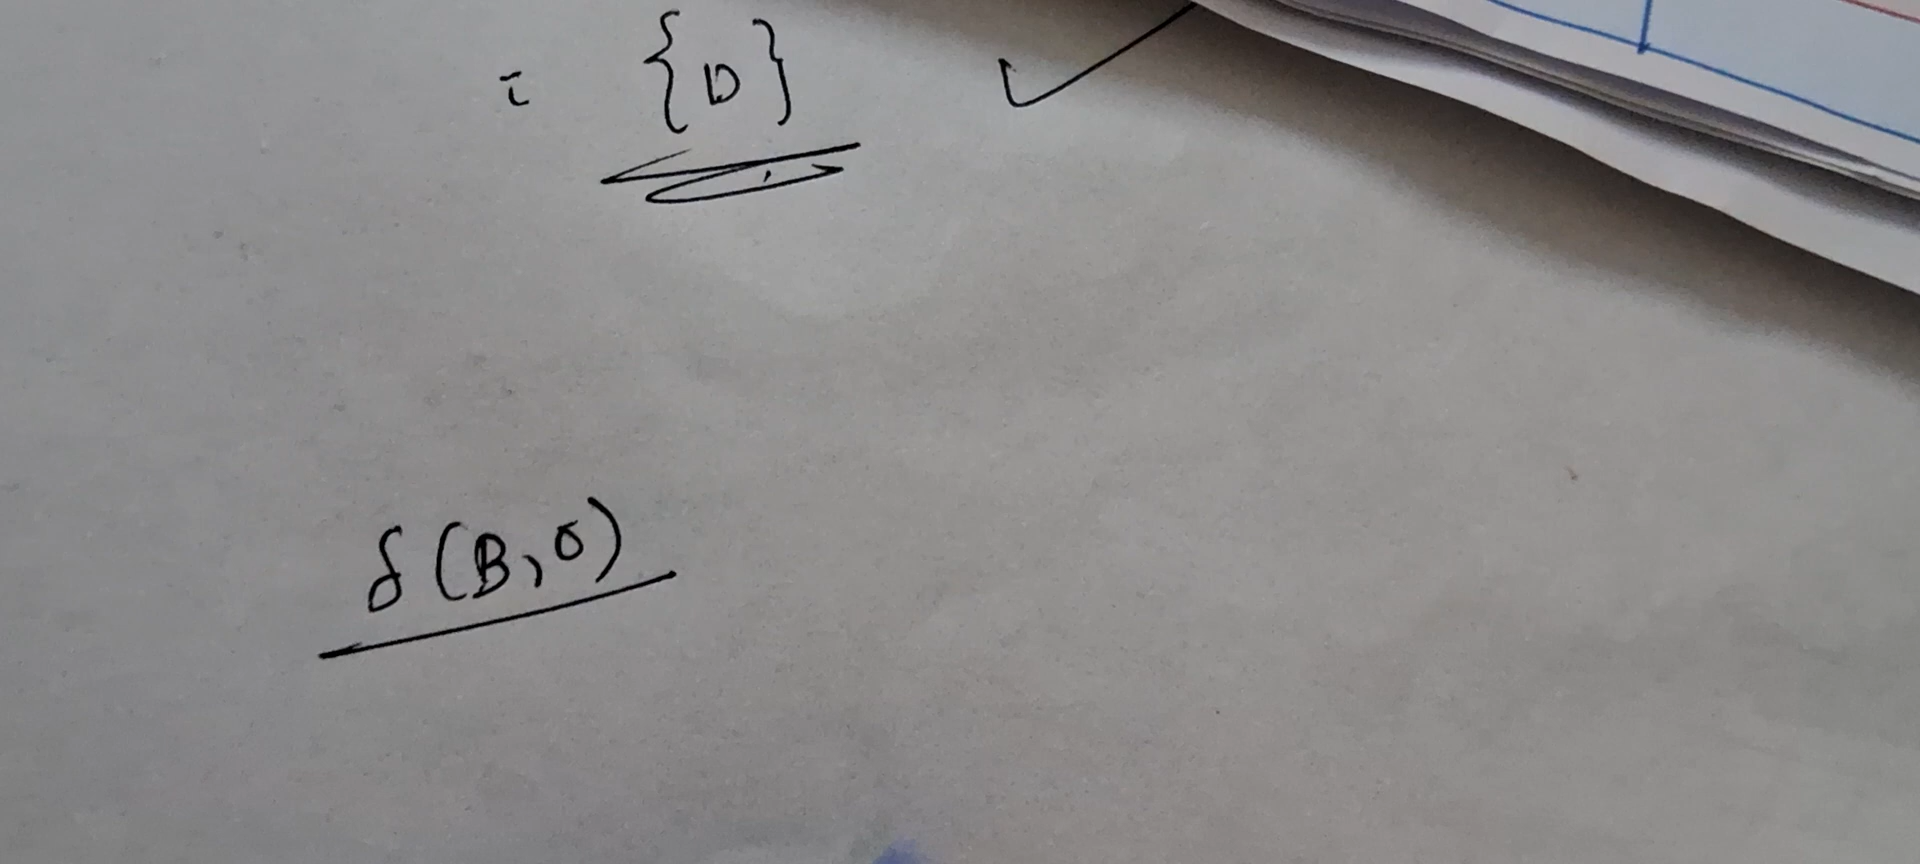 = {D}
δ(B,0)